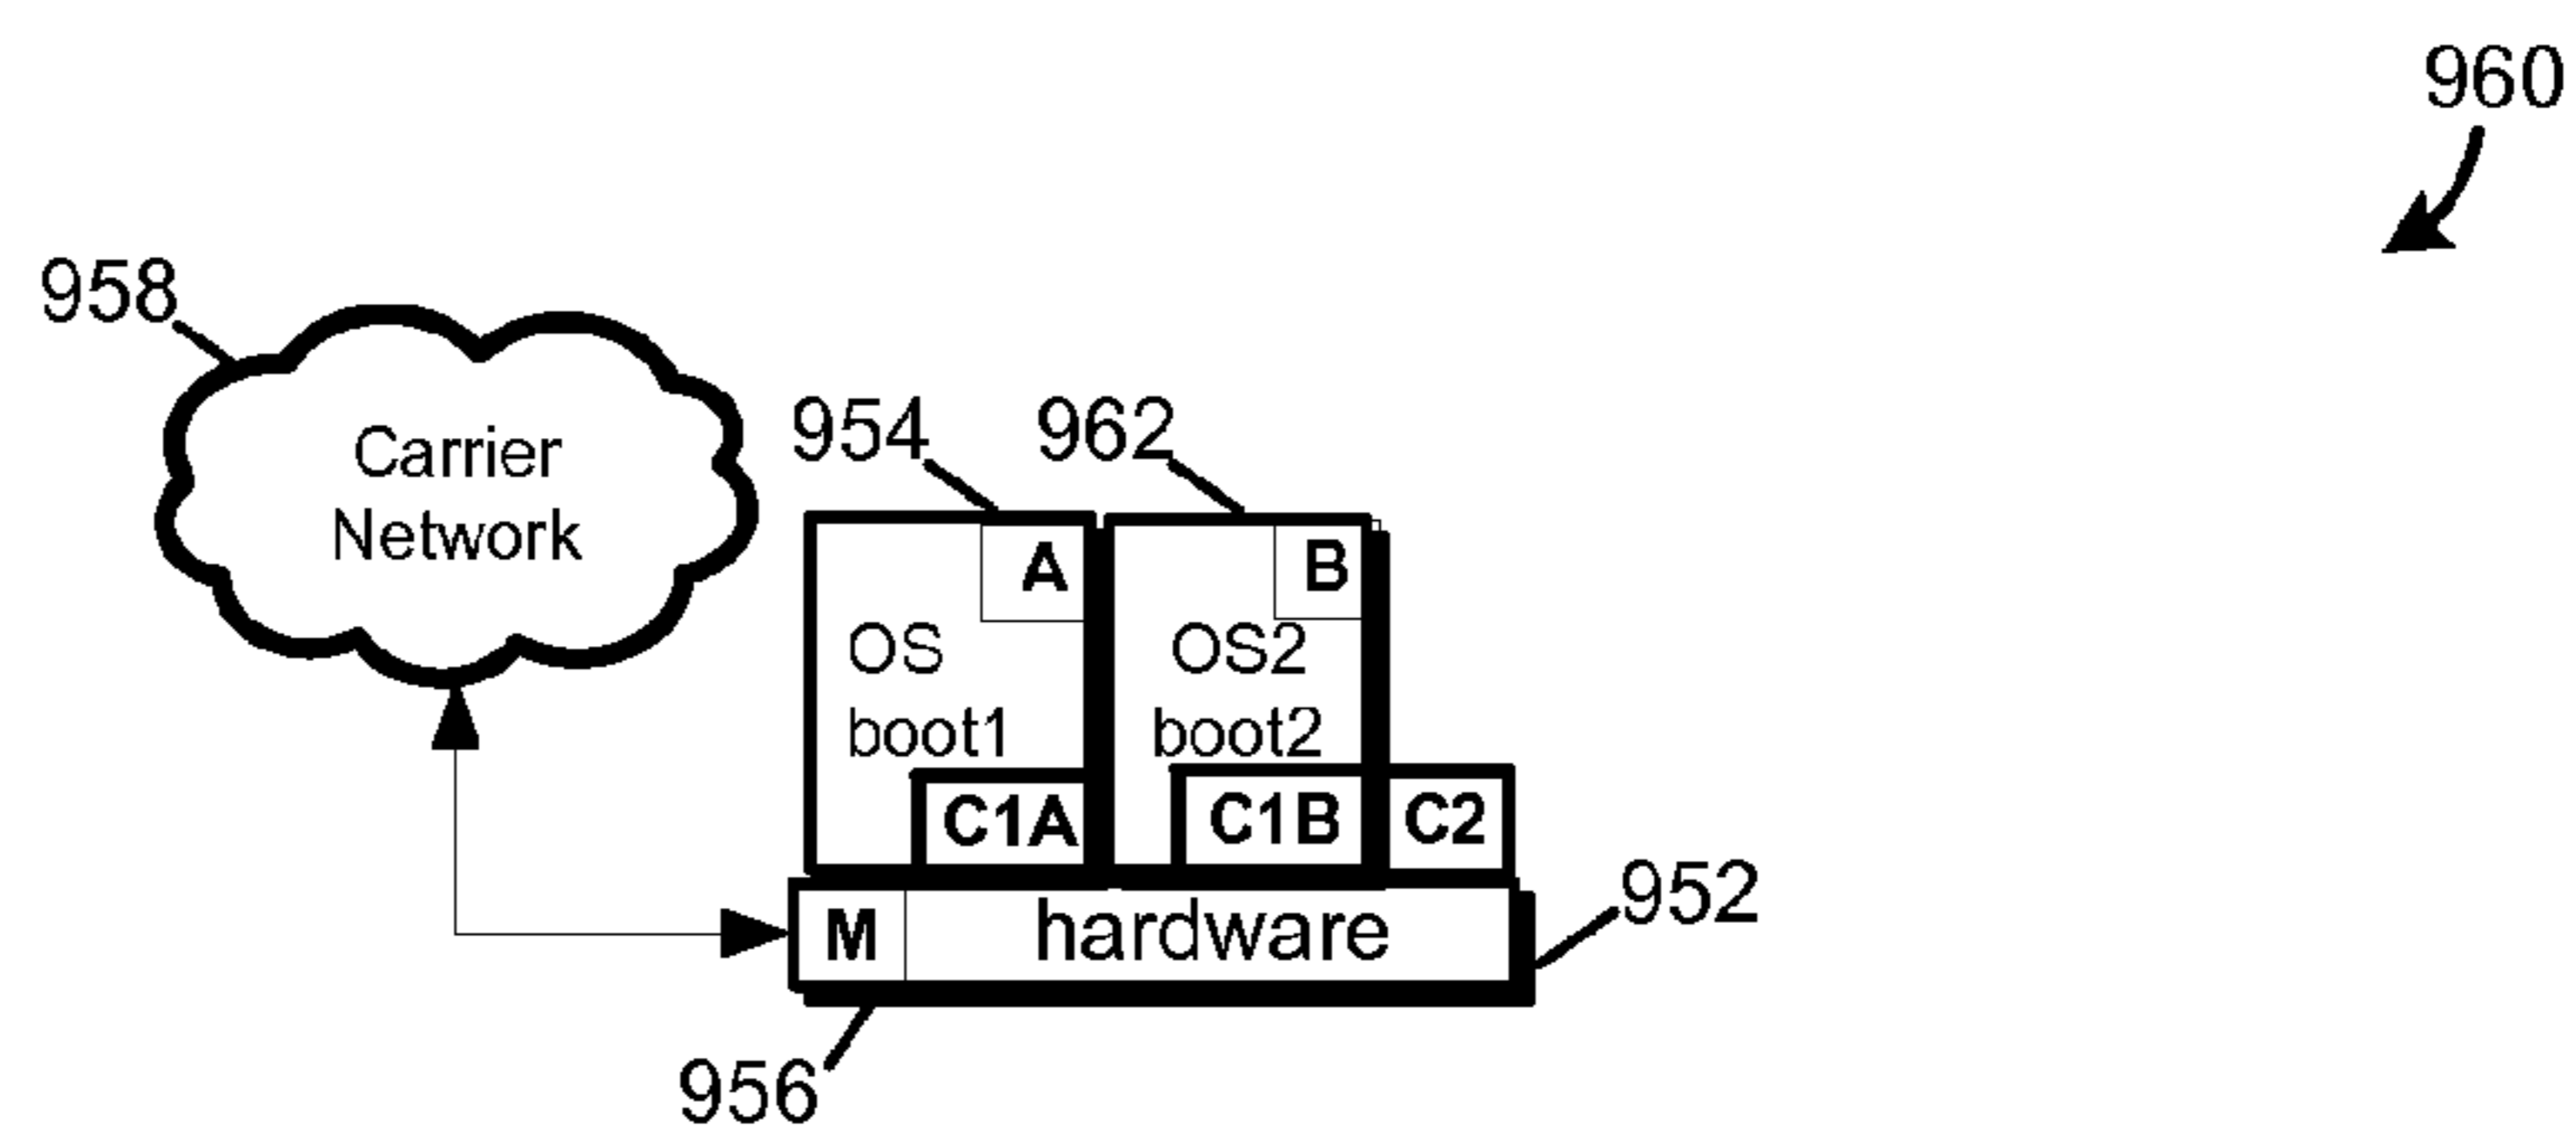 960
958
Carrier
Network
954
962
A
B
OS
boot1
OS2
boot2
C1A
C1B
C2
M
hardware
952
956